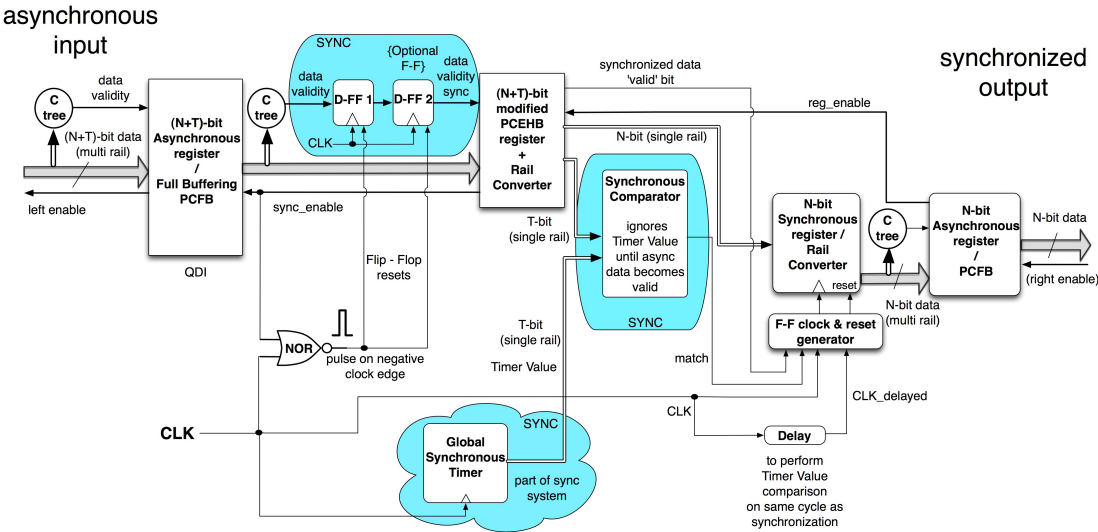 asynchronous
input
synchronized
output
SYNC
{Optional
F-F}
data
validity
C
tree
(N+T)-bit data
(multi rail)
left enable
(N+T)-bit
Asynchronous
register
/
Full Buffering
PCFB
QDI
C
tree
data
validity
D-FF 1
D-FF 2
data
validity
sync
CLK
sync_enable
(N+T)-bit
modified
PCEHB
register
+
Rail
Converter
synchronized data
'valid' bit
reg_enable
N-bit (single rail)
T-bit
(single rail)
Synchronous
Comparator
ignores
Timer Value
until async
data becomes
valid
SYNC
N-bit
Synchronous
register /
Rail
Converter
reset
C
tree
N-bit data
(multi rail)
N-bit
Asynchronous
register
/
PCFB
N-bit data
(right enable)
Flip - Flop
resets
NOR
pulse on negative
clock edge
T-bit
(single rail)
Timer Value
match
F-F clock & reset
generator
CLK
CLK_delayed
Delay
to perform
Timer Value
comparison
on same cycle as
synchronization
CLK
SYNC
Global
Synchronous
Timer
part of sync
system